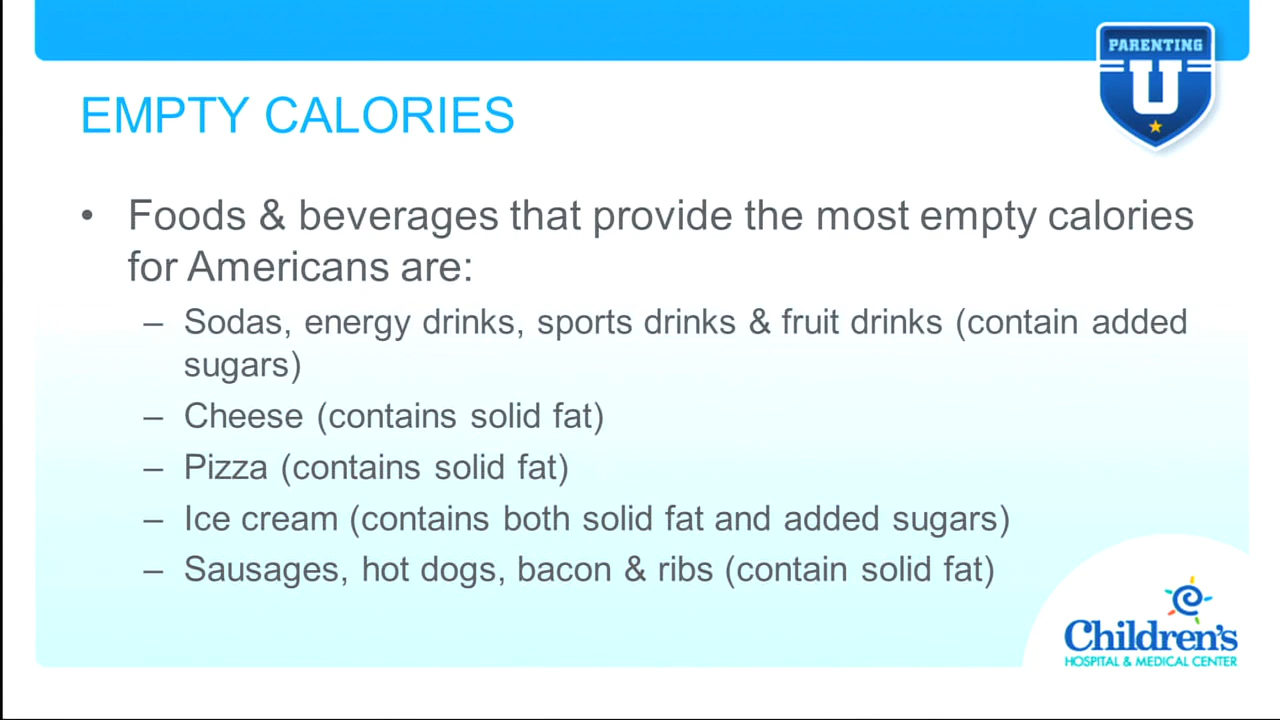 PARENTING
U
EMPTY CALORIES
• Foods & beverages that provide the most empty calories
for Americans are:
– Sodas, energy drinks, sports drinks & fruit drinks (contain added
sugars)
– Cheese (contains solid fat)
– Pizza (contains solid fat)
– Ice cream (contains both solid fat and added sugars)
– Sausages, hot dogs, bacon & ribs (contain solid fat)
Children's
HOSPITAL & MEDICAL CENTER